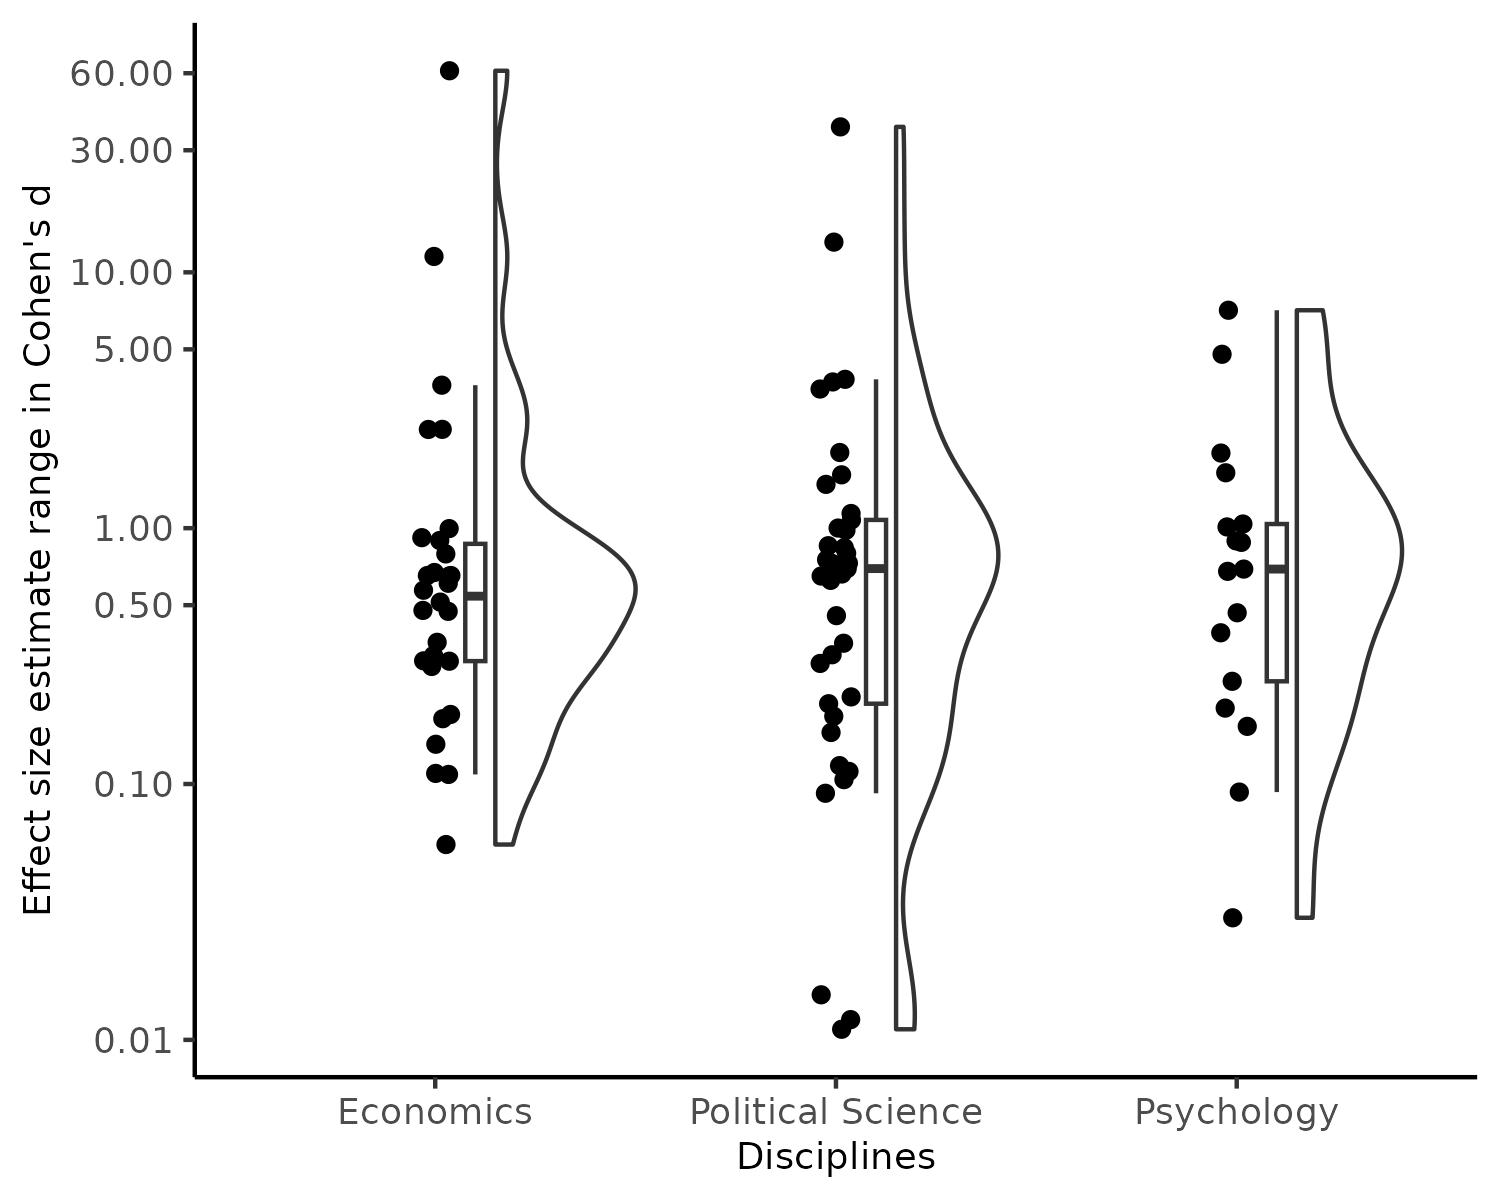 Effect size estimate range in Cohen's d
60.00
30.00
10.00
5.00
1.00
0.50
0.10
0.01
Economics Political Science Psychology
Disciplines